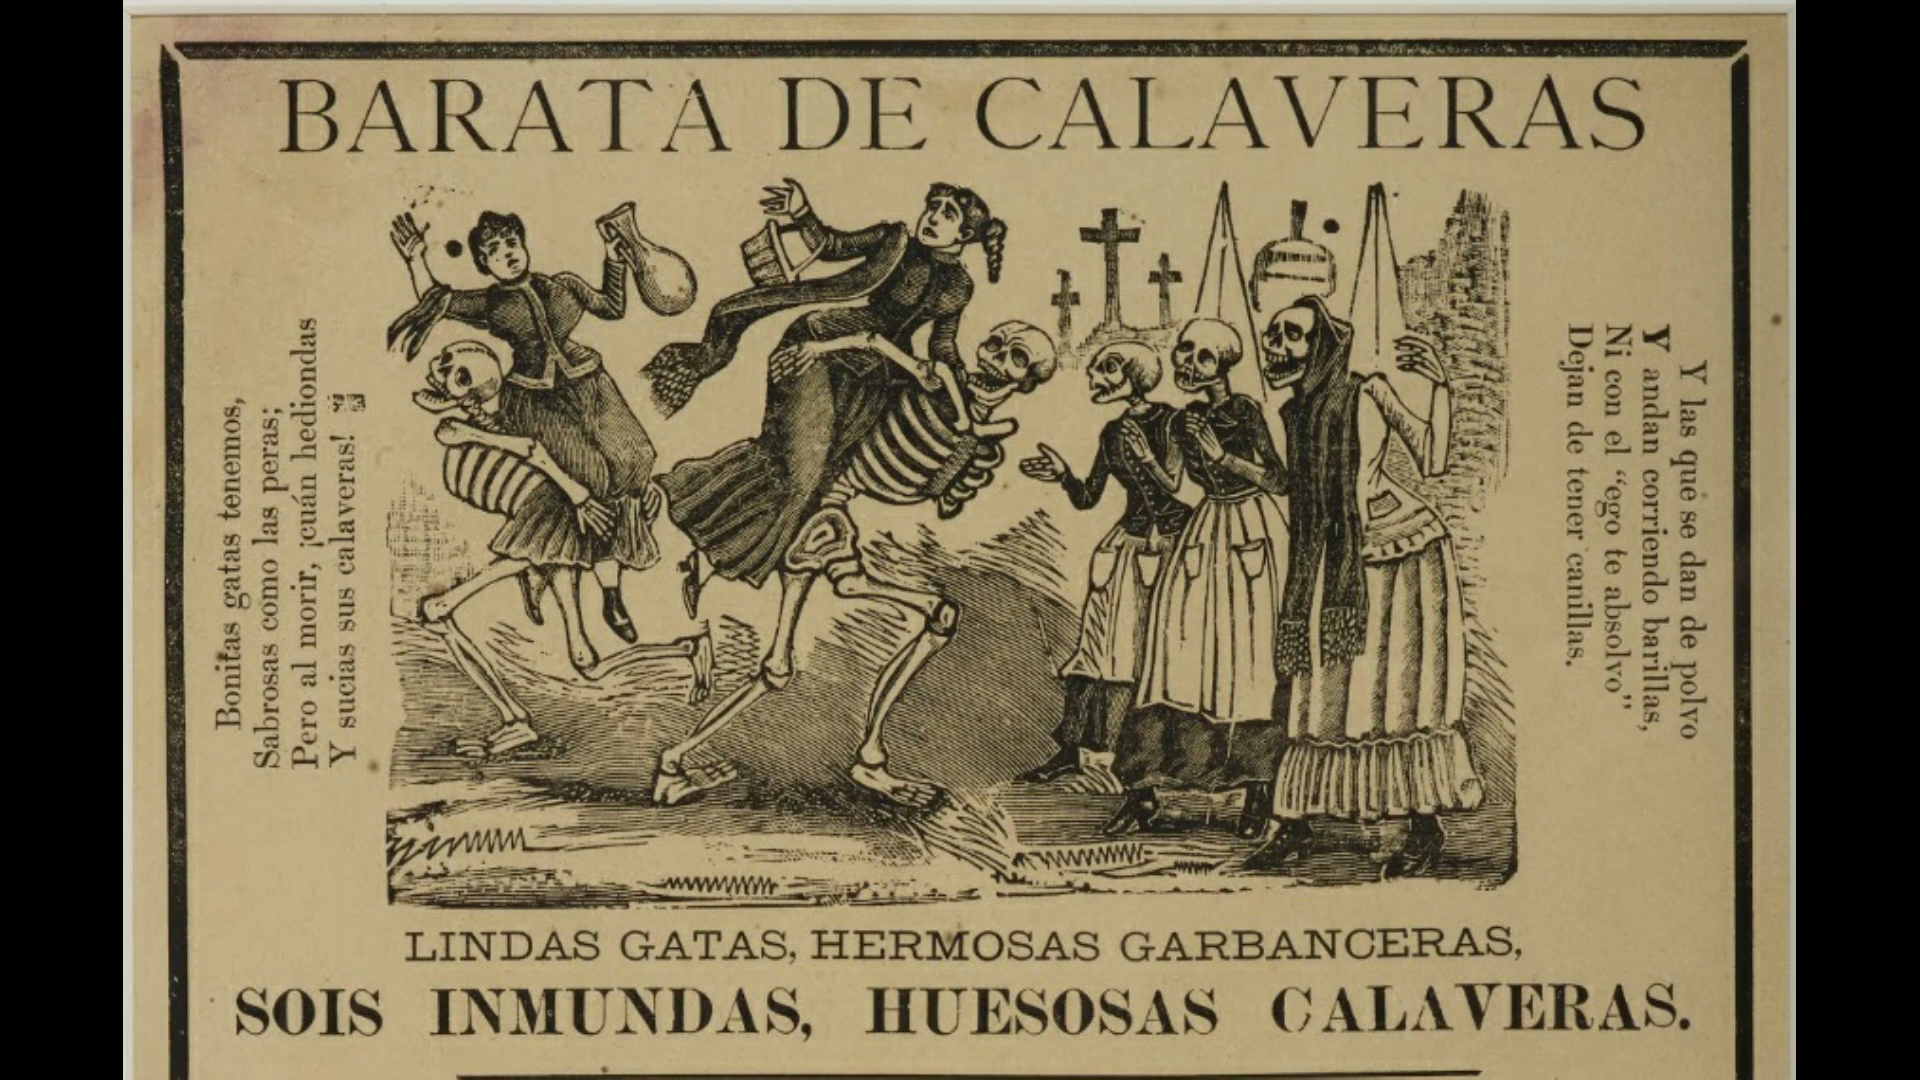 BARATA DE CALAVERAS
Bonitas gatas tenemos,
Sabrosas como las peras;
Pero al morir, ¡cuán hediondas
Y sucias sus calaveras!
Y las que se dan de polvo
Y andan corriendo barillas,
Ni con el “ego te absolvo”
Dejan de tener canillas.
LINDAS GATAS, HERMOSAS GARBANCERAS,
SOIS INMUNDAS, HUESOSAS CALAVERAS.